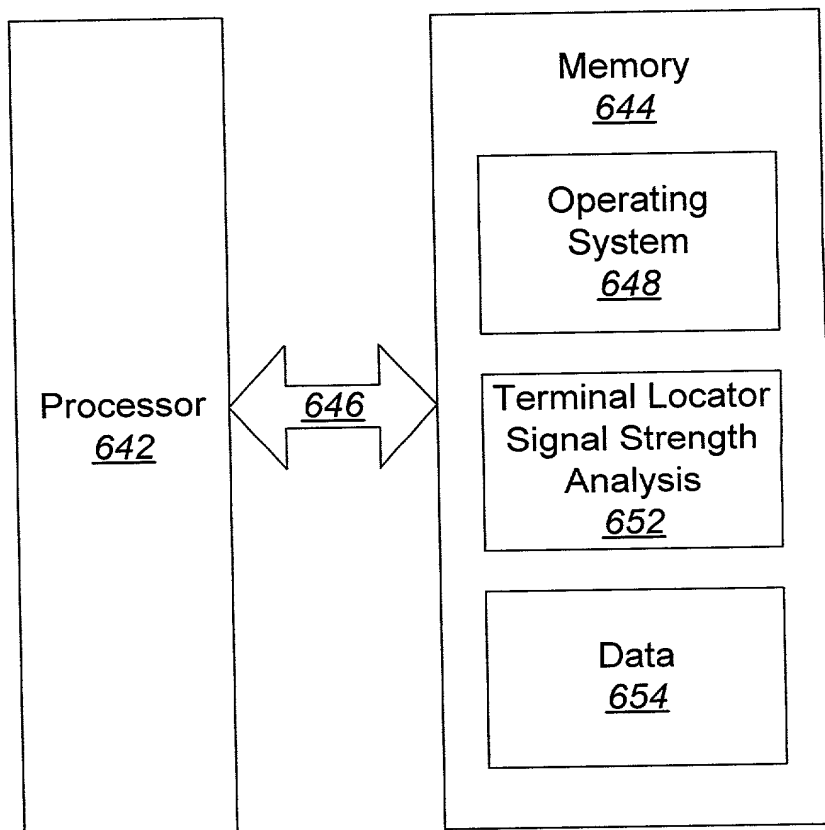 Processor
642
646
Memory
644
Operating
System
648
Terminal Locator
Signal Strength
Analysis
652
Data
654